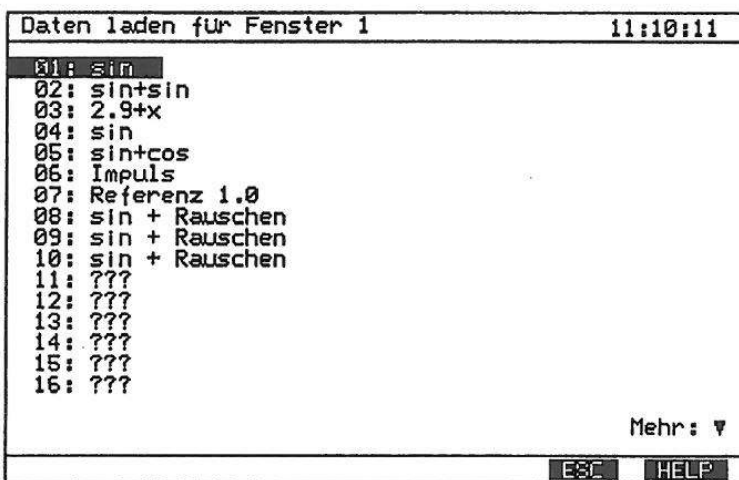 Daten laden für Fenster 1 11:10:11
01: sin
02: sin+sin
03: 2.9+x
04: sin
05: sin+cos
06: Impuls
07: Referenz 1.0
08: sin + Rauschen
09: sin + Rauschen
10: sin + Rauschen
11: ???
12: ???
13: ???
14: ???
15: ???
16: ???
Mehr: ▼
ESC HELP